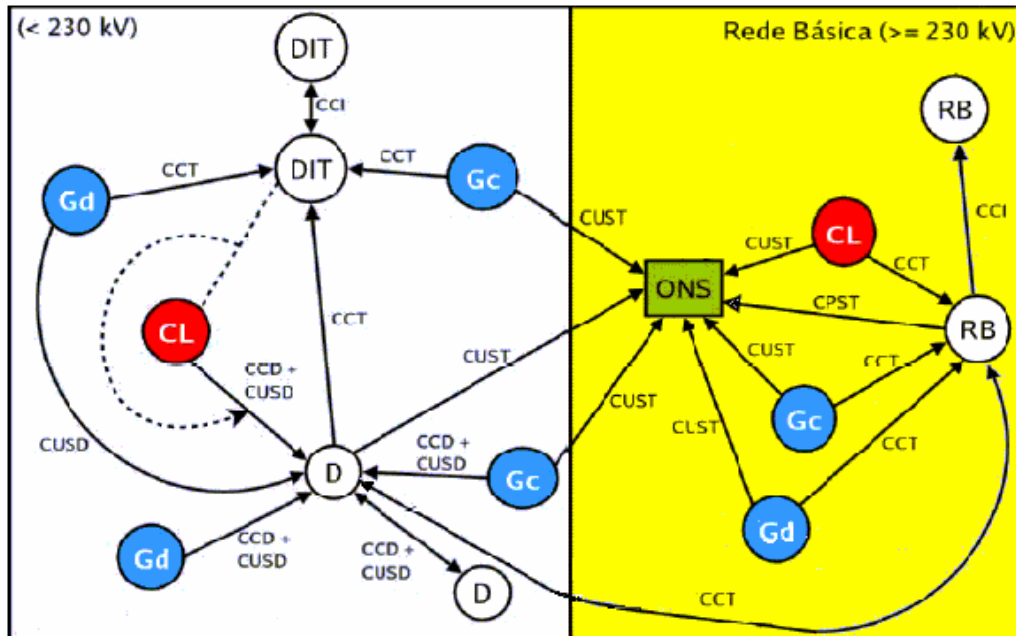 (< 230 kV)
Rede Básica (>= 230 kV)
DIT
CCI
DIT
CCT
CCT
Gd
Gc
RB
CUST
CUST
CL
CCT
CCI
ONS
CPST
RB
CL
CCT
CUST
CUST
CCT
CCD +
CUSD
CUST
Gc
CUSD
CCD +
CUSD
CUST
CCT
D
Gc
Gd
Gd
CCD +
CUSD
CCD +
CUSD
D
CCT